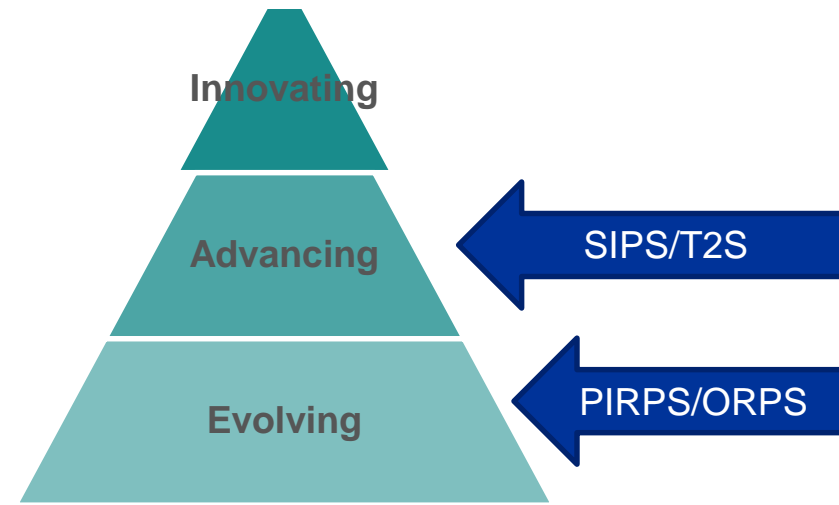 Innovating
Advancing
SIPS/T2S
Evolving
PIRPS/ORPS